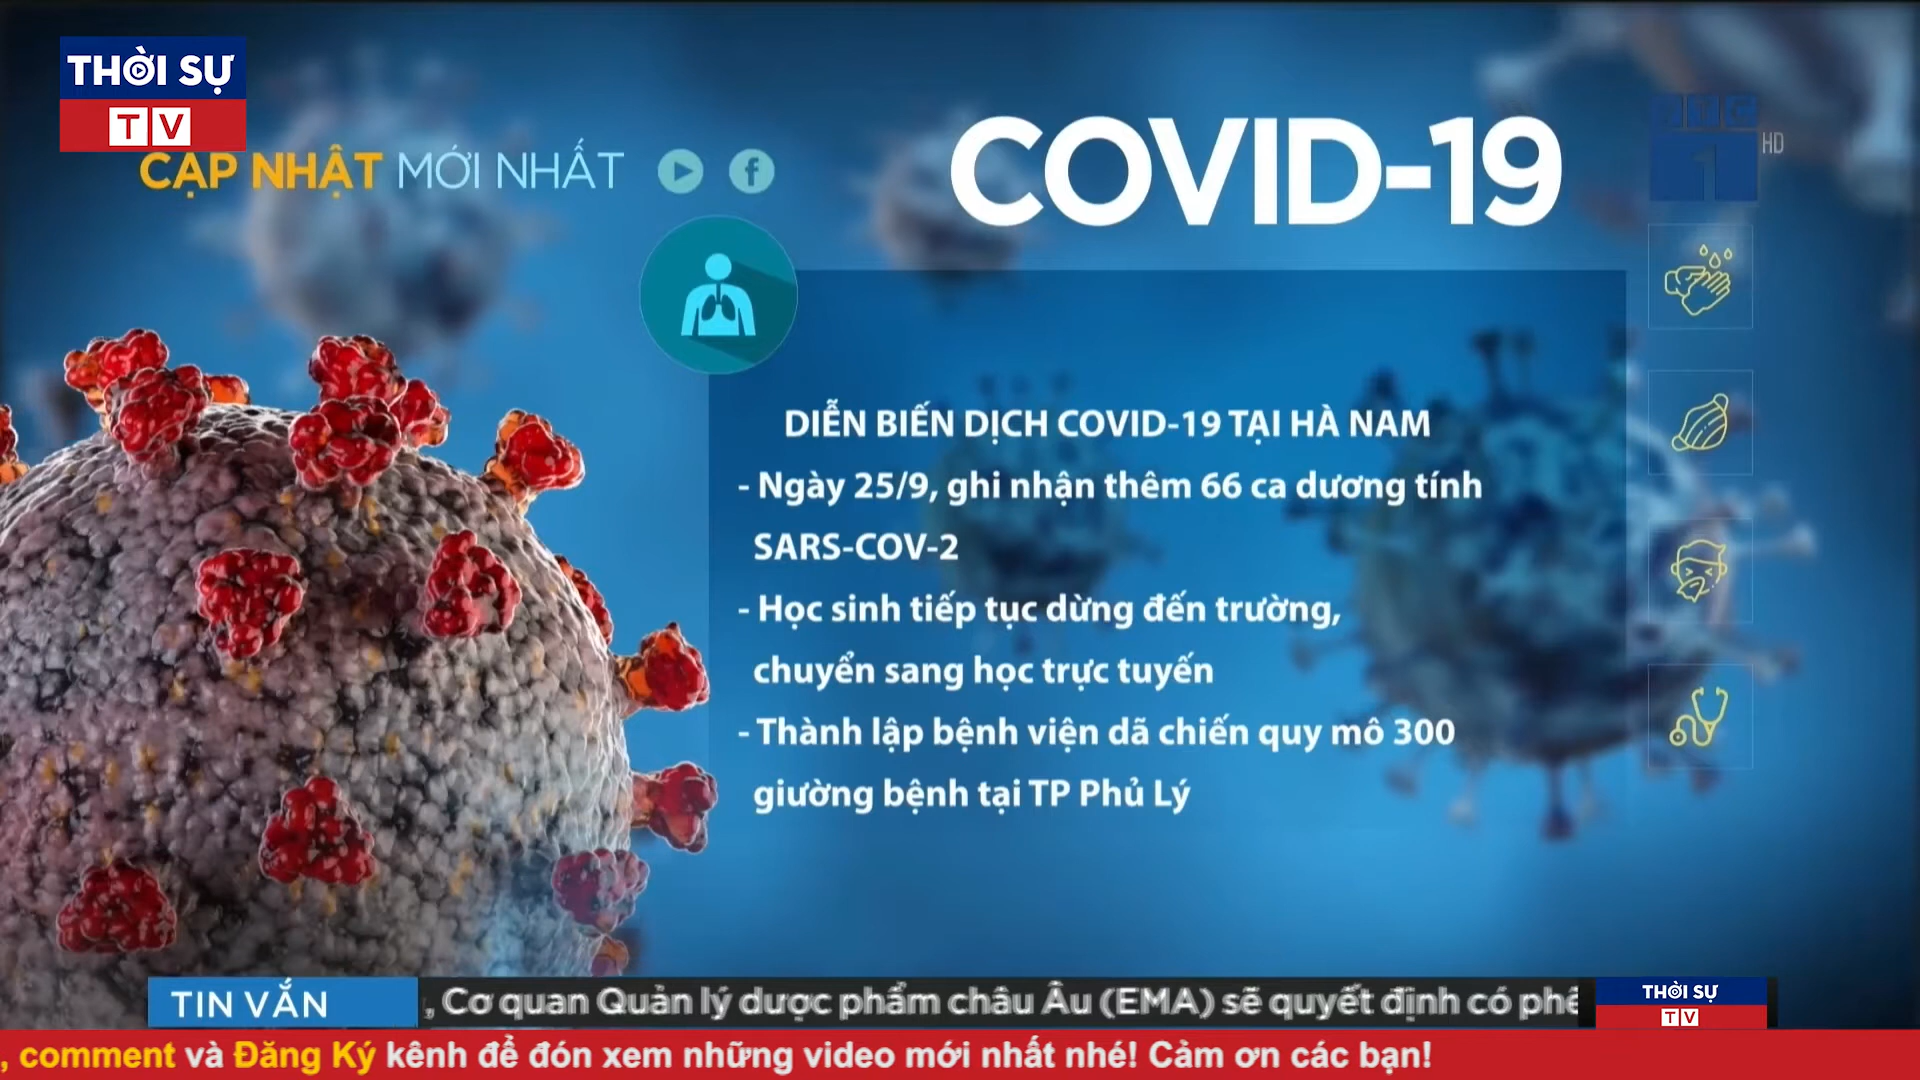 THỜI SỰ
TV
CẬP NHẬT MỚI NHẤT
COVID-19
1
HD
DIỄN BIẾN DỊCH COVID-19 TẠI HÀ NAM
- Ngày 25/9, ghi nhận thêm 66 ca dương tính
SARS-COV-2
- Học sinh tiếp tục dừng đến trường,
chuyển sang học trực tuyến
- Thành lập bệnh viện dã chiến quy mô 300
giường bệnh tại TP Phủ Lý
TIN VẮN
, Cơ quan Quản lý dược phẩm châu Âu (EMA) sẽ quyết định có phê
THỜI SỰ
TV
, comment và Đăng Ký kênh để đón xem những video mới nhất nhé! Cảm ơn các bạn!